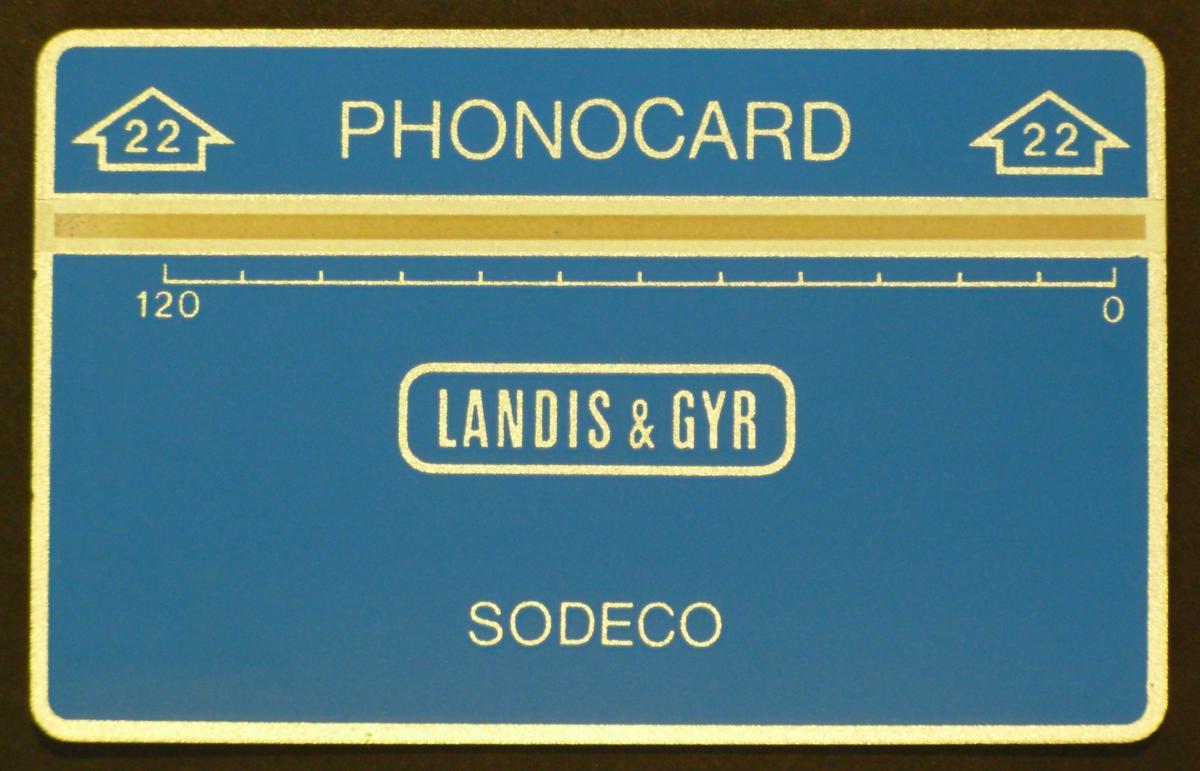 22 PHONOCARD 22
120 0
LANDIS & GYR
SODECO